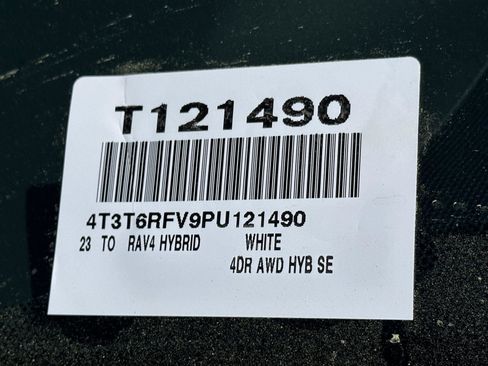 T121490
4T3T6RFV9PU121490
23 TO RAV4 HYBRID WHITE
4DR AWD HYB SE